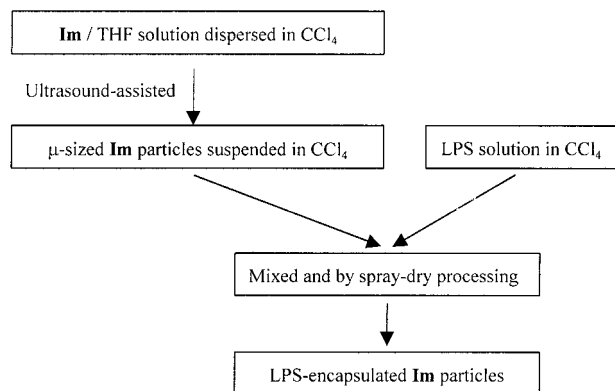 Im / THF solution dispersed in CCl₄
Ultrasound-assisted
μ-sized Im particles suspended in CCl₄
LPS solution in CCl₄
Mixed and by spray-dry processing
LPS-encapsulated Im particles